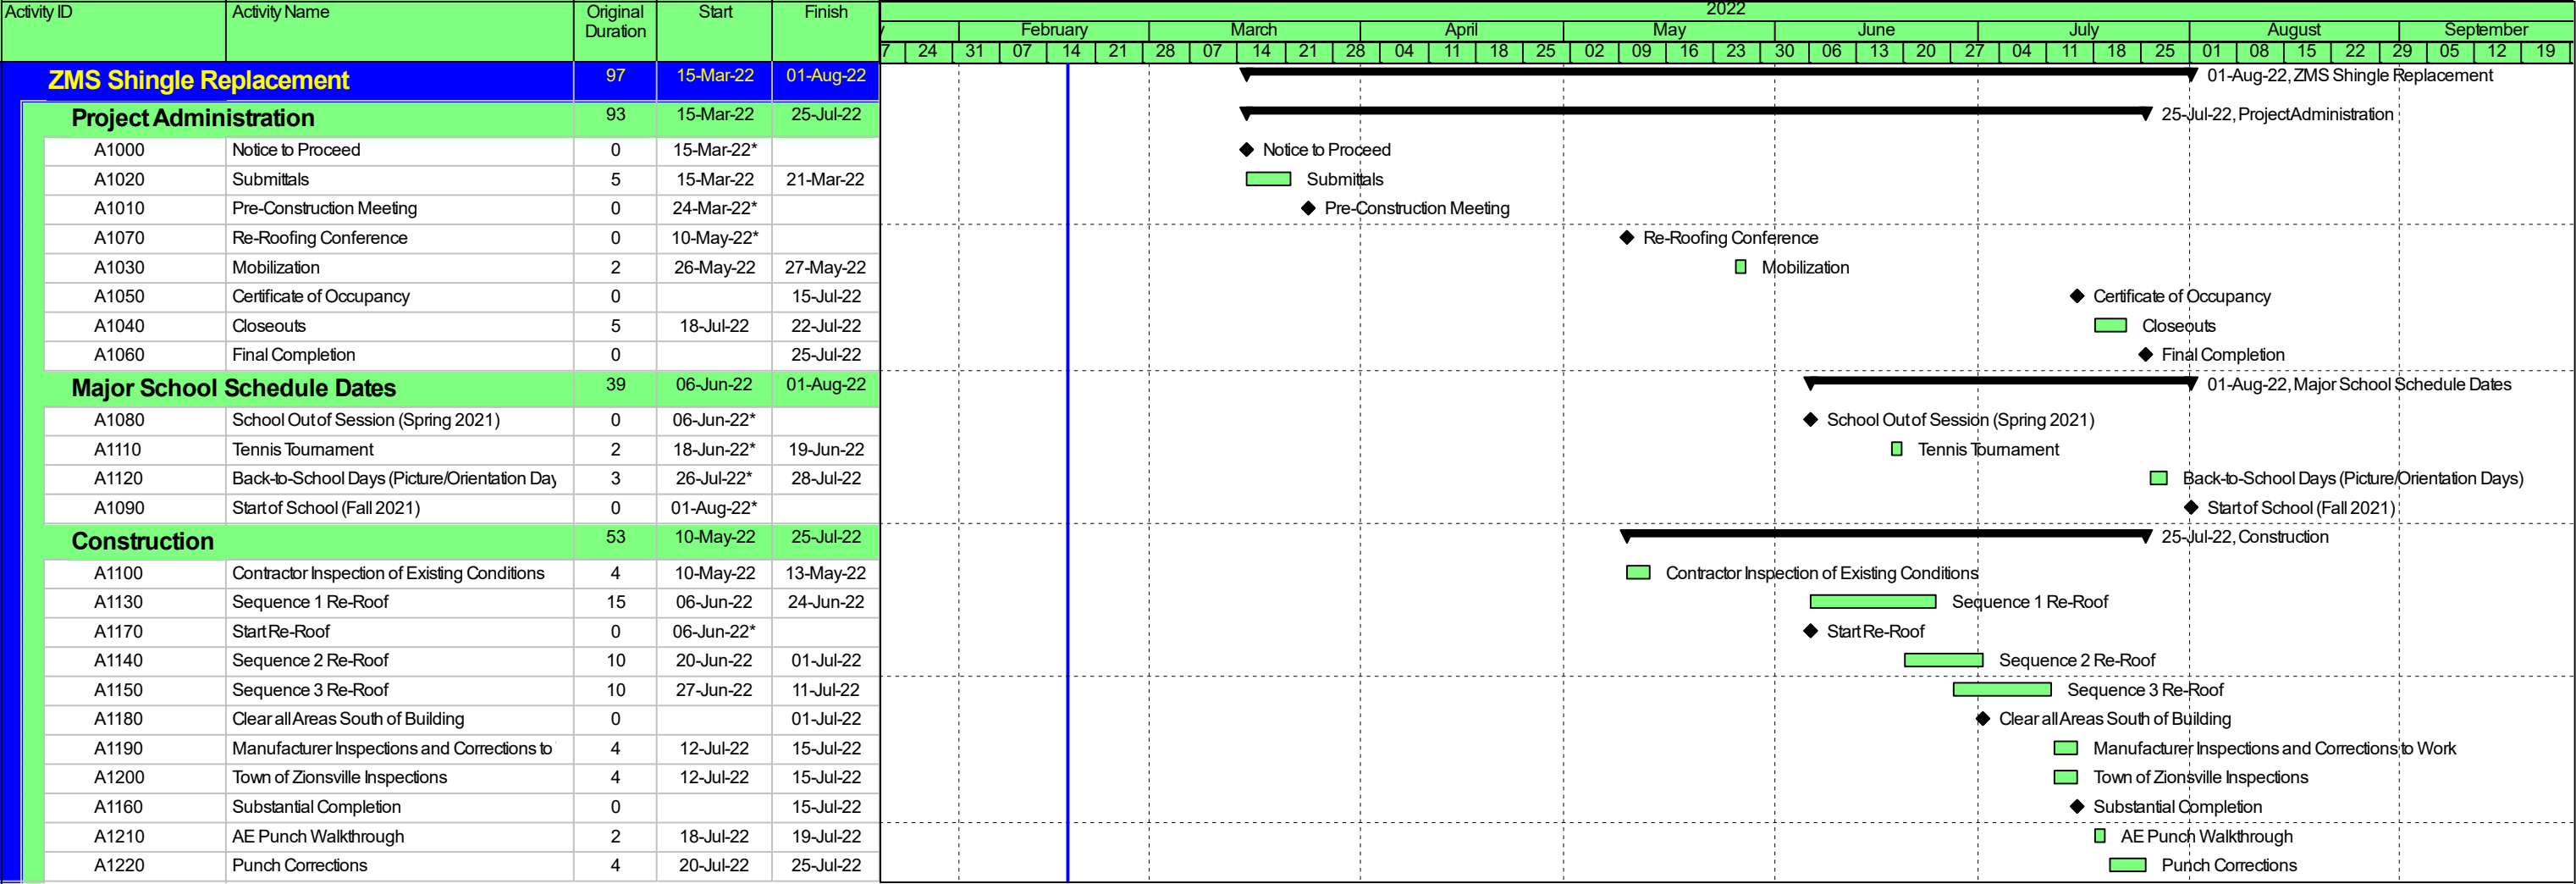 Activity ID Activity Name Original Duration Start Finish 2022
February March April May June July August September
7 24 31 07 14 21 28 07 14 21 28 04 11 18 25 02 09 16 23 30 06 13 20 27 04 11 18 25 01 08 15 22 29 05 12 19
ZMS Shingle Replacement 97 15-Mar-22 01-Aug-22 01-Aug-22, ZMS Shingle Replacement
Project Administration 93 15-Mar-22 25-Jul-22 25-Jul-22, Project Administration
A1000 Notice to Proceed 0 15-Mar-22* Notice to Proceed
A1020 Submittals 5 15-Mar-22 21-Mar-22 Submittals
A1010 Pre-Construction Meeting 0 24-Mar-22* Pre-Construction Meeting
A1070 Re-Roofing Conference 0 10-May-22* Re-Roofing Conference
A1030 Mobilization 2 26-May-22 27-May-22 Mobilization
A1050 Certificate of Occupancy 0 15-Jul-22 Certificate of Occupancy
A1040 Closeouts 5 18-Jul-22 22-Jul-22 Closeouts
A1060 Final Completion 0 25-Jul-22 Final Completion
Major School Schedule Dates 39 06-Jun-22 01-Aug-22 01-Aug-22, Major School Schedule Dates
A1080 School Out of Session (Spring 2021) 0 06-Jun-22* School Out of Session (Spring 2021)
A1110 Tennis Tournament 2 18-Jun-22* 19-Jun-22 Tennis Tournament
A1120 Back-to-School Days (Picture/Orientation Day 3 26-Jul-22* 28-Jul-22 Back-to-School Days (Picture/Orientation Days)
A1090 Start of School (Fall 2021) 0 01-Aug-22* Start of School (Fall 2021)
Construction 53 10-May-22 25-Jul-22 25-Jul-22, Construction
A1100 Contractor Inspection of Existing Conditions 4 10-May-22 13-May-22 Contractor Inspection of Existing Conditions
A1130 Sequence 1 Re-Roof 15 06-Jun-22 24-Jun-22 Sequence 1 Re-Roof
A1170 Start Re-Roof 0 06-Jun-22* Start Re-Roof
A1140 Sequence 2 Re-Roof 10 20-Jun-22 01-Jul-22 Sequence 2 Re-Roof
A1150 Sequence 3 Re-Roof 10 27-Jun-22 11-Jul-22 Sequence 3 Re-Roof
A1180 Clear all Areas South of Building 0 01-Jul-22 Clear all Areas South of Building
A1190 Manufacturer Inspections and Corrections to 4 12-Jul-22 15-Jul-22 Manufacturer Inspections and Corrections to Work
A1200 Town of Zionsville Inspections 4 12-Jul-22 15-Jul-22 Town of Zionsville Inspections
A1160 Substantial Completion 0 15-Jul-22 Substantial Completion
A1210 AE Punch Walkthrough 2 18-Jul-22 19-Jul-22 AE Punch Walkthrough
A1220 Punch Corrections 4 20-Jul-22 25-Jul-22 Punch Corrections